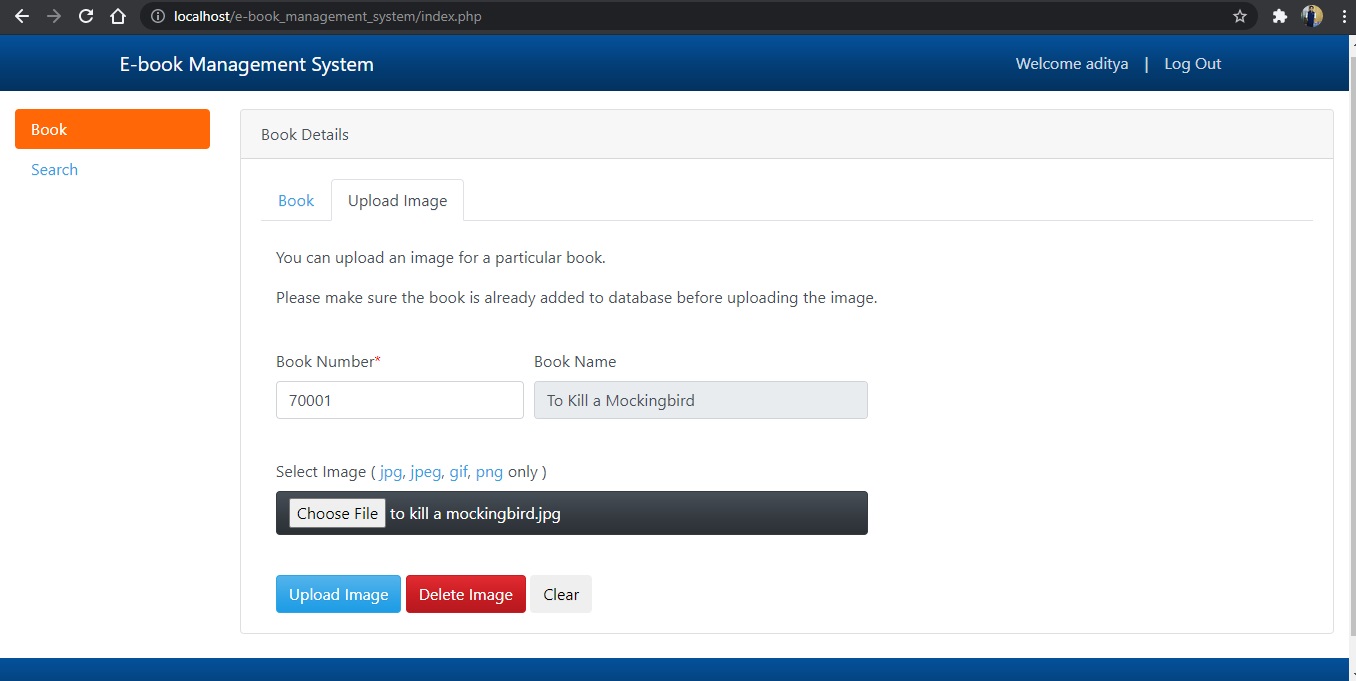 localhost/e-book_management_system/index.php
E-book Management System
Welcome aditya | Log Out
Book
Search
Book Details
Book
Upload Image
You can upload an image for a particular book.
Please make sure the book is already added to database before uploading the image.
Book Number* Book Name
70001 To Kill a Mockingbird
Select Image ( jpg, jpeg, gif, png only )
Choose File to kill a mockingbird.jpg
Upload Image Delete Image Clear